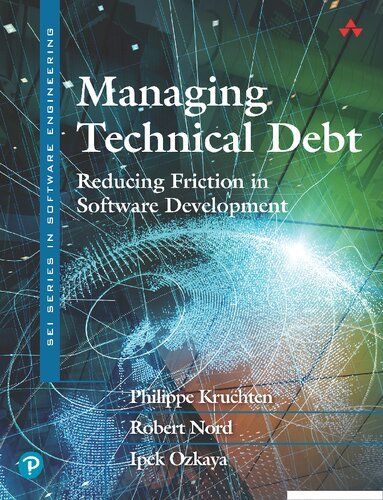 SEI SERIES IN SOFTWARE ENGINEERING
Managing
Technical Debt
Reducing Friction in
Software Development
Philippe Kruchten
Robert Nord
Ipek Ozkaya
P